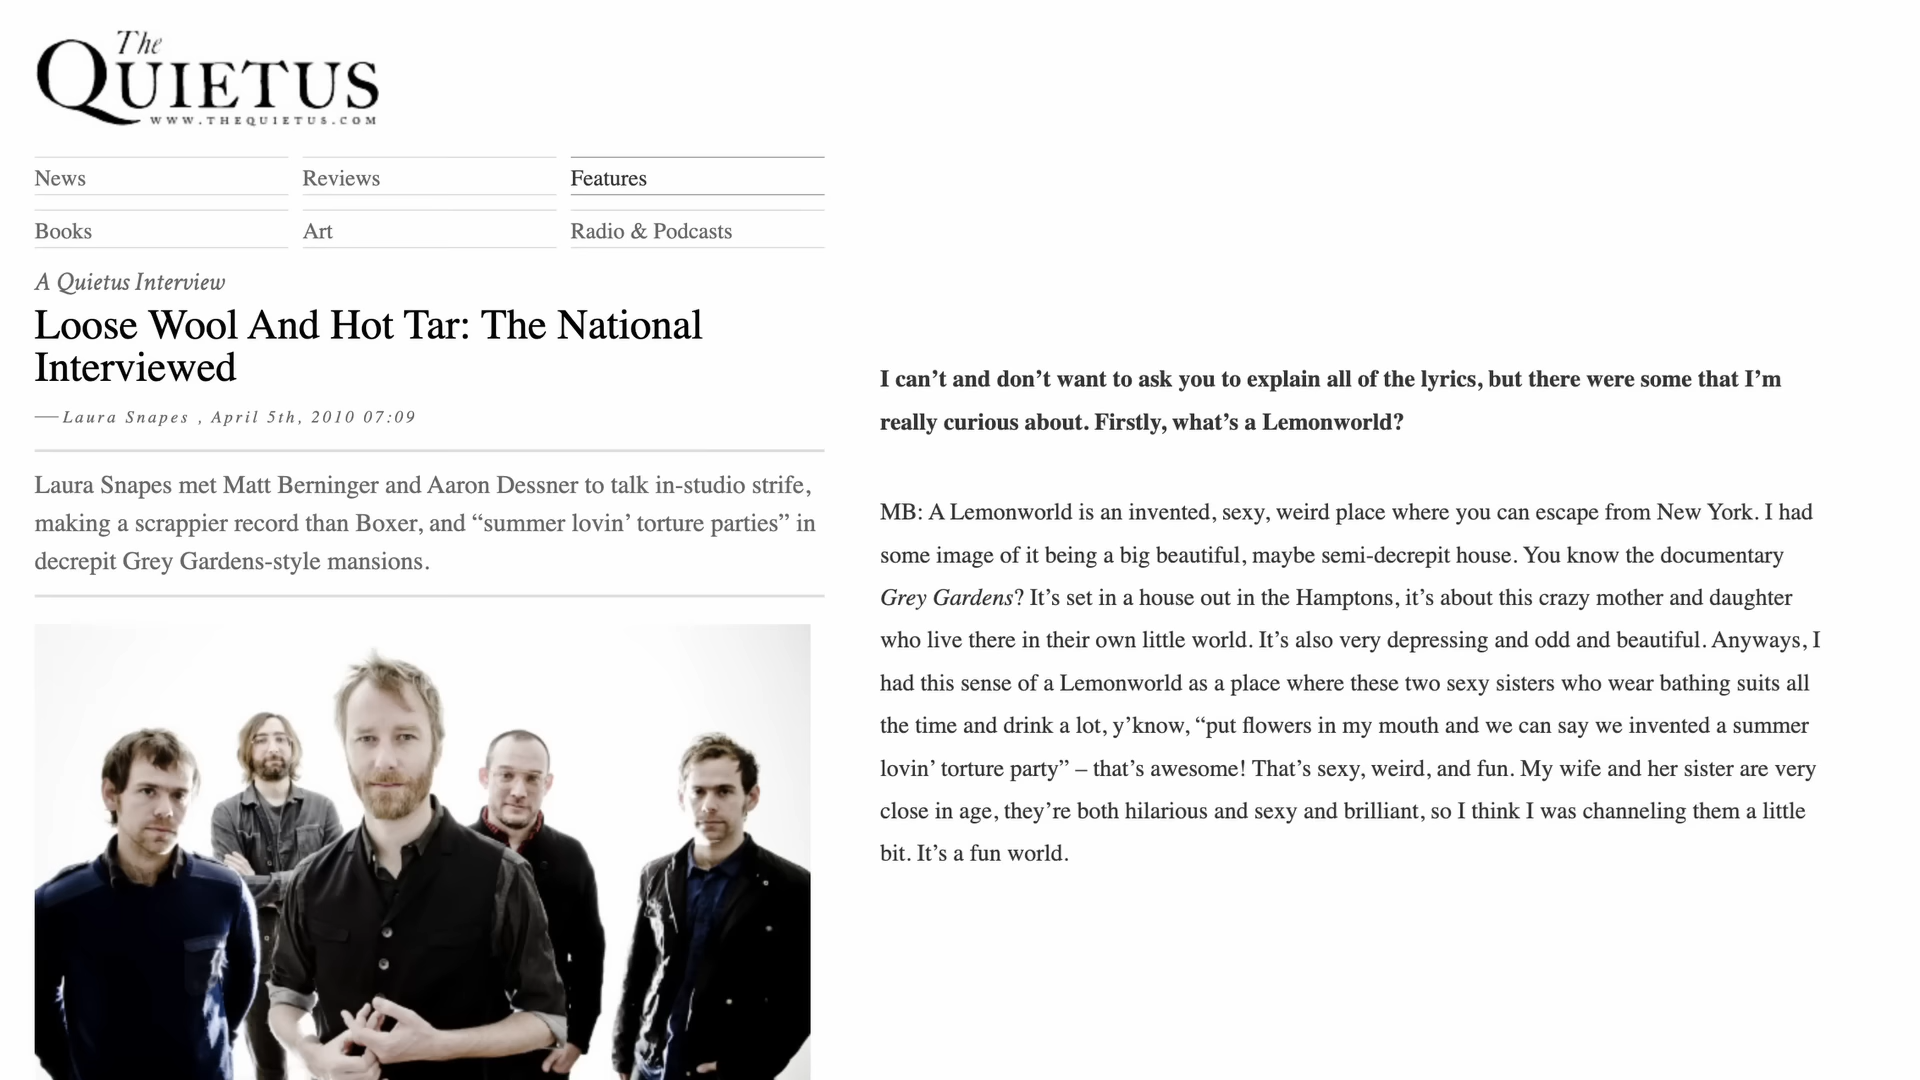 The
QUIETUS
WWW.THEQUIETUS.COM
News
Reviews
Features
Books
Art
Radio & Podcasts
A Quietus Interview
Loose Wool And Hot Tar: The National
Interviewed
—Laura Snapes , April 5th, 2010 07:09
Laura Snapes met Matt Berninger and Aaron Dessner to talk in-studio strife,
making a scrappier record than Boxer, and “summer lovin’ torture parties” in
decrepit Grey Gardens-style mansions.
I can’t and don’t want to ask you to explain all of the lyrics, but there were some that I’m
really curious about. Firstly, what’s a Lemonworld?
MB: A Lemonworld is an invented, sexy, weird place where you can escape from New York. I had
some image of it being a big beautiful, maybe semi-decrepit house. You know the documentary
Grey Gardens? It’s set in a house out in the Hamptons, it’s about this crazy mother and daughter
who live there in their own little world. It’s also very depressing and odd and beautiful. Anyways, I
had this sense of a Lemonworld as a place where these two sexy sisters who wear bathing suits all
the time and drink a lot, y’know, “put flowers in my mouth and we can say we invented a summer
lovin’ torture party” – that’s awesome! That’s sexy, weird, and fun. My wife and her sister are very
close in age, they’re both hilarious and sexy and brilliant, so I think I was channeling them a little
bit. It’s a fun world.